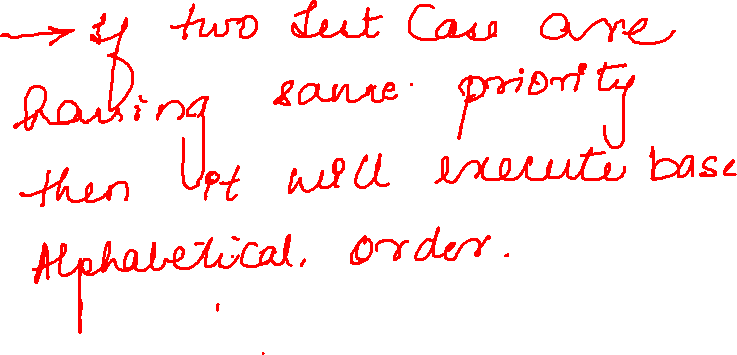 → If two Test Case are
having same priority
then it will execute base
Alphabetical. order.